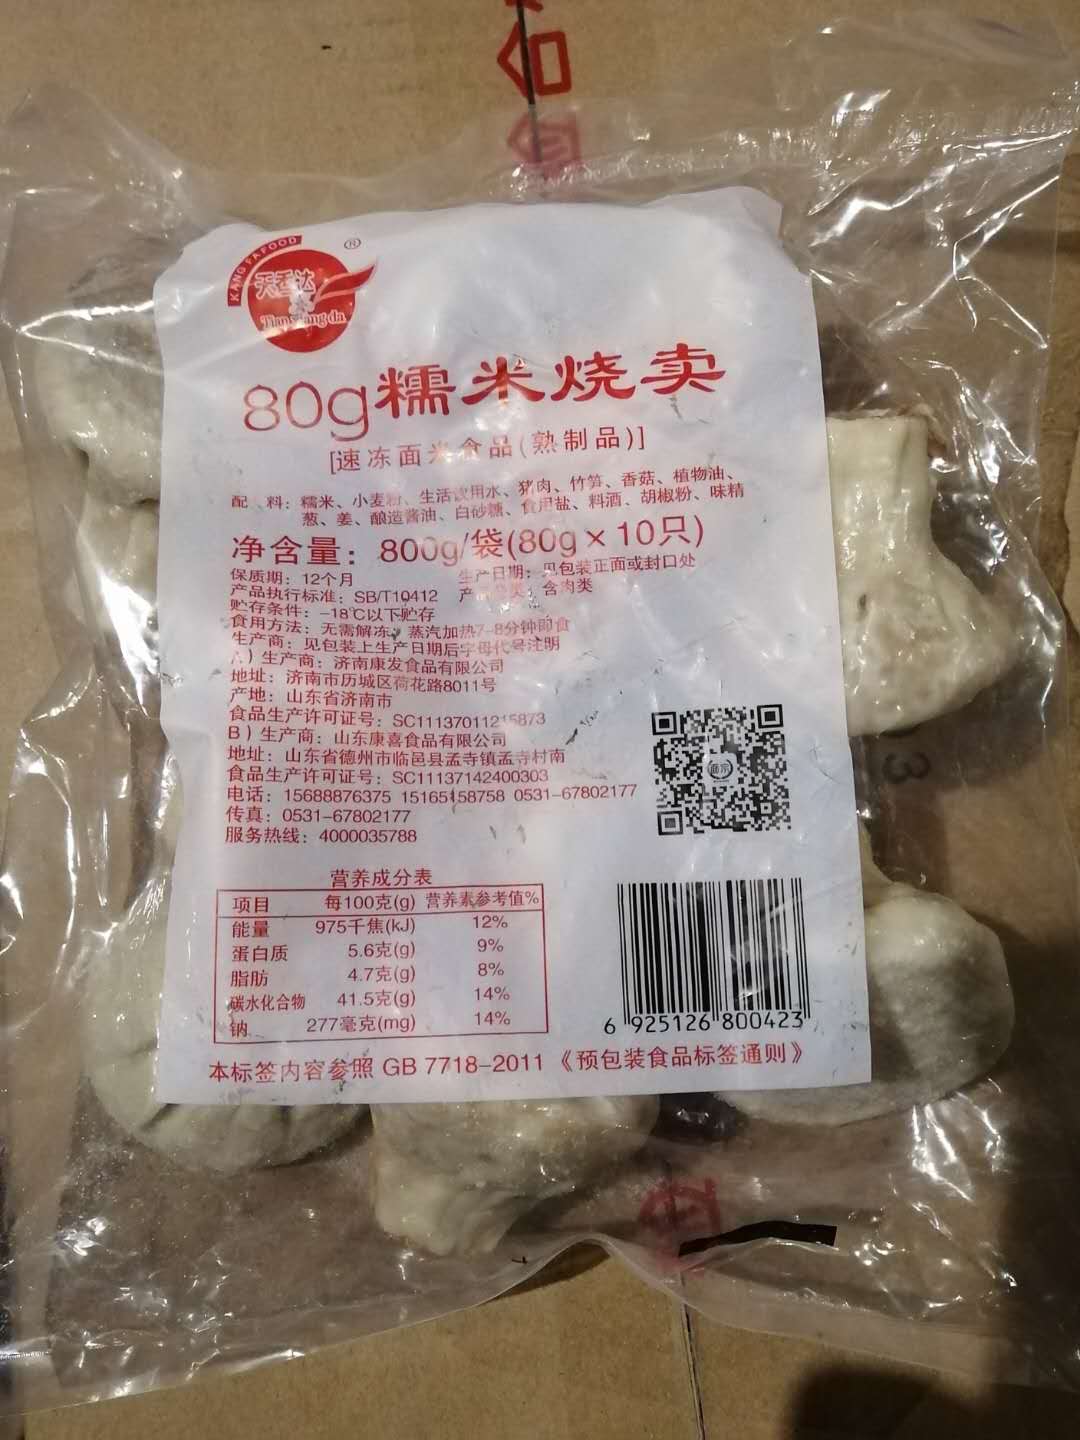 KANG FA FOOD
®
天香达
Tianxiang da
80g糯米烧卖
[速冻面米食品(熟制品)]
配 料：糯米、小麦粉、生活饮用水、猪肉、竹笋、香菇、植物油、
葱、姜、酿造酱油、白砂糖、食用盐、料酒、胡椒粉、味精
净含量：800g/袋(80g×10只)
保质期：12个月 生产日期：见包装正面或封口处
产品执行标准：SB/T10412 产品 含肉类
贮存条件：-18℃以下贮存
食用方法：无需解冻，蒸汽加热7-8分钟即食
生产商：见包装上生产日期后字母代号注明
A）生产商：济南康发食品有限公司
地址：济南市历城区荷花路8011号
产地：山东省济南市
食品生产许可证号：SC11137011215873
B）生产商：山东康喜食品有限公司
地址：山东省德州市临邑县孟寺镇孟寺村南
食品生产许可证号：SC11137142400303
电话：15688876375 15165158758 0531-67802177
传真：0531-67802177
服务热线：4000035788
营养成分表
项目 每100克(g) 营养素参考值%
能量 975千焦(kJ) 12%
蛋白质 5.6克(g) 9%
脂肪 4.7克(g) 8%
碳水化合物 41.5克(g) 14%
钠 277毫克(mg) 14%
6 925126 800423
本标签内容参照 GB 7718-2011《预包装食品标签通则》